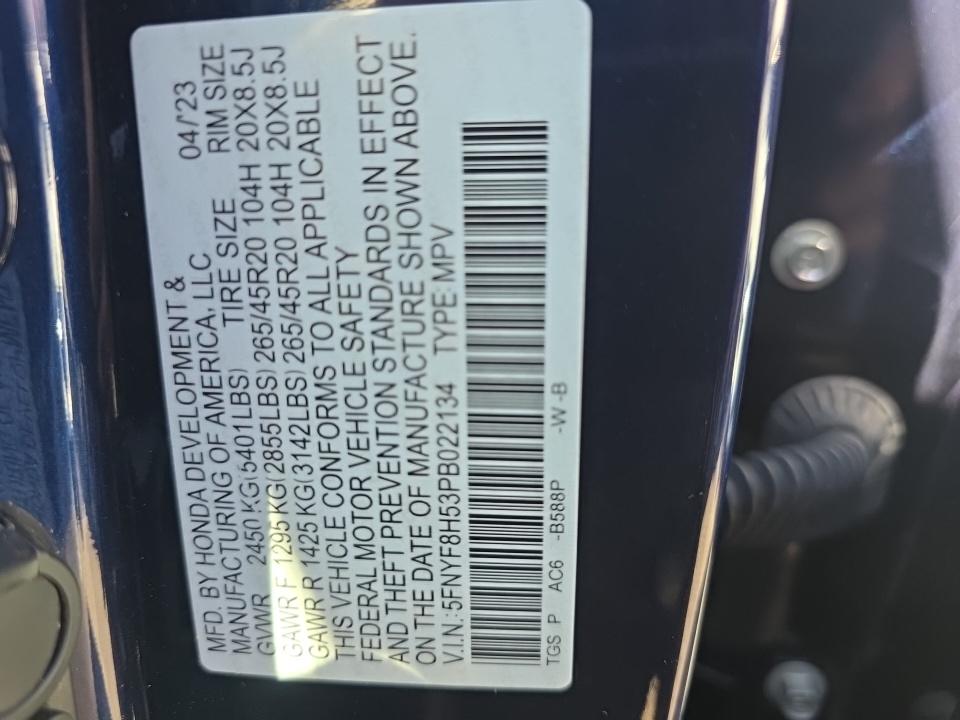 MFD. BY HONDA DEVELOPMENT & 04/'23
MANUFACTURING OF AMERICA, LLC
GVWR 2450 KG(5401LBS) TIRE SIZE RIM SIZE
GAWR F 1295 KG(2855LBS) 265/45R20 104H 20X8.5J
GAWR R 1425 KG(3142LBS) 265/45R20 104H 20X8.5J
THIS VEHICLE CONFORMS TO ALL APPLICABLE
FEDERAL MOTOR VEHICLE SAFETY
AND THEFT PREVENTION STANDARDS IN EFFECT
ON THE DATE OF MANUFACTURE SHOWN ABOVE.
V.I.N.:5FNYF8H53PB022134 TYPE:MPV
TGS P AC6 -B588P -W -B